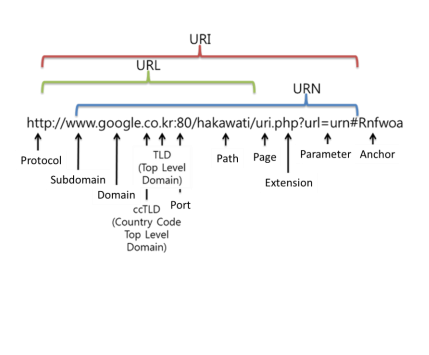 URI
URL
URN
http://www.google.co.kr:80/hakawati/uri.php?url=urn#Rnfwoa
Protocol
Subdomain
Domain
ccTLD
(Country Code
Top Level
Domain)
TLD
(Top Level
Domain)
Port
Path
Page
Extension
Parameter
Anchor